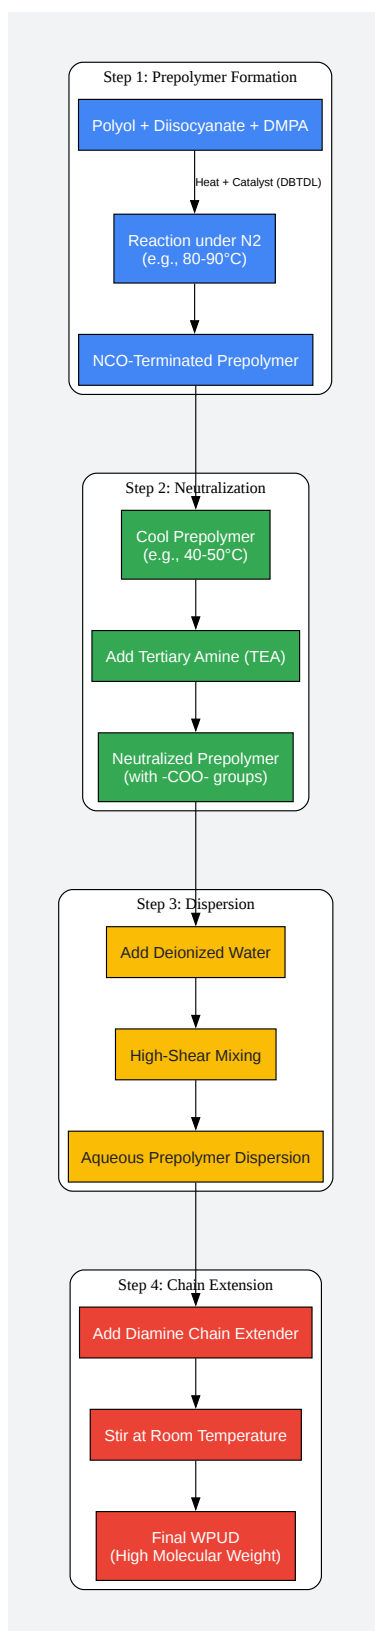 Step 1: Prepolymer Formation
Polyol + Diisocyanate + DMPA
Heat + Catalyst (DBTDL)
Reaction under N2
(e.g., 80-90°C)
NCO-Terminated Prepolymer
Step 2: Neutralization
Cool Prepolymer
(e.g., 40-50°C)
Add Tertiary Amine (TEA)
Neutralized Prepolymer
(with -COO- groups)
Step 3: Dispersion
Add Deionized Water
High-Shear Mixing
Aqueous Prepolymer Dispersion
Step 4: Chain Extension
Add Diamine Chain Extender
Stir at Room Temperature
Final WPUD
(High Molecular Weight)